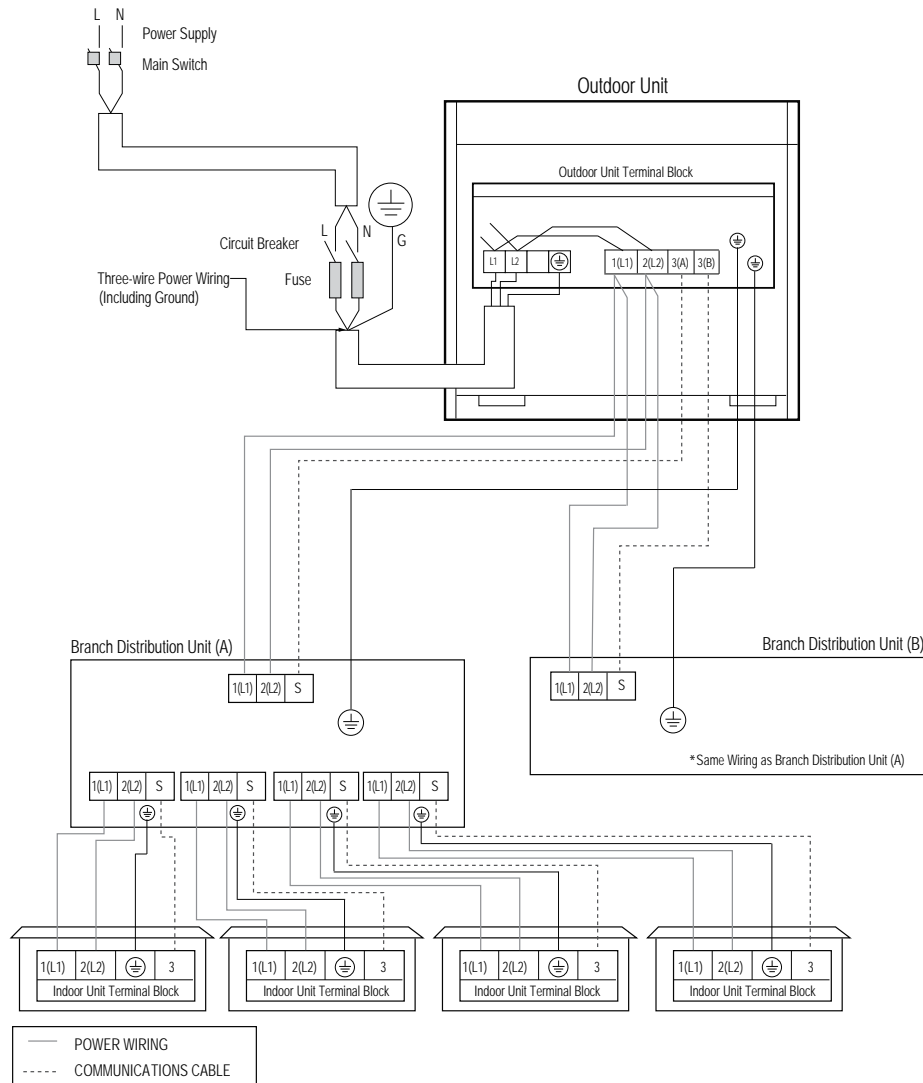 L N
Power Supply
Main Switch
Outdoor Unit
Outdoor Unit Terminal Block
L N
G
Circuit Breaker
Fuse
Three-wire Power Wiring
(Including Ground)
L1 L2
1(L1) 2(L2) 3(A) 3(B)
Branch Distribution Unit (A)
1(L1) 2(L2) S
Branch Distribution Unit (B)
1(L1) 2(L2) S
*Same Wiring as Branch Distribution Unit (A)
1(L1) 2(L2) S 1(L1) 2(L2) S 1(L1) 2(L2) S 1(L1) 2(L2) S
1(L1) 2(L2) 3
Indoor Unit Terminal Block
1(L1) 2(L2) 3
Indoor Unit Terminal Block
1(L1) 2(L2) 3
Indoor Unit Terminal Block
1(L1) 2(L2) 3
Indoor Unit Terminal Block
POWER WIRING
COMMUNICATIONS CABLE